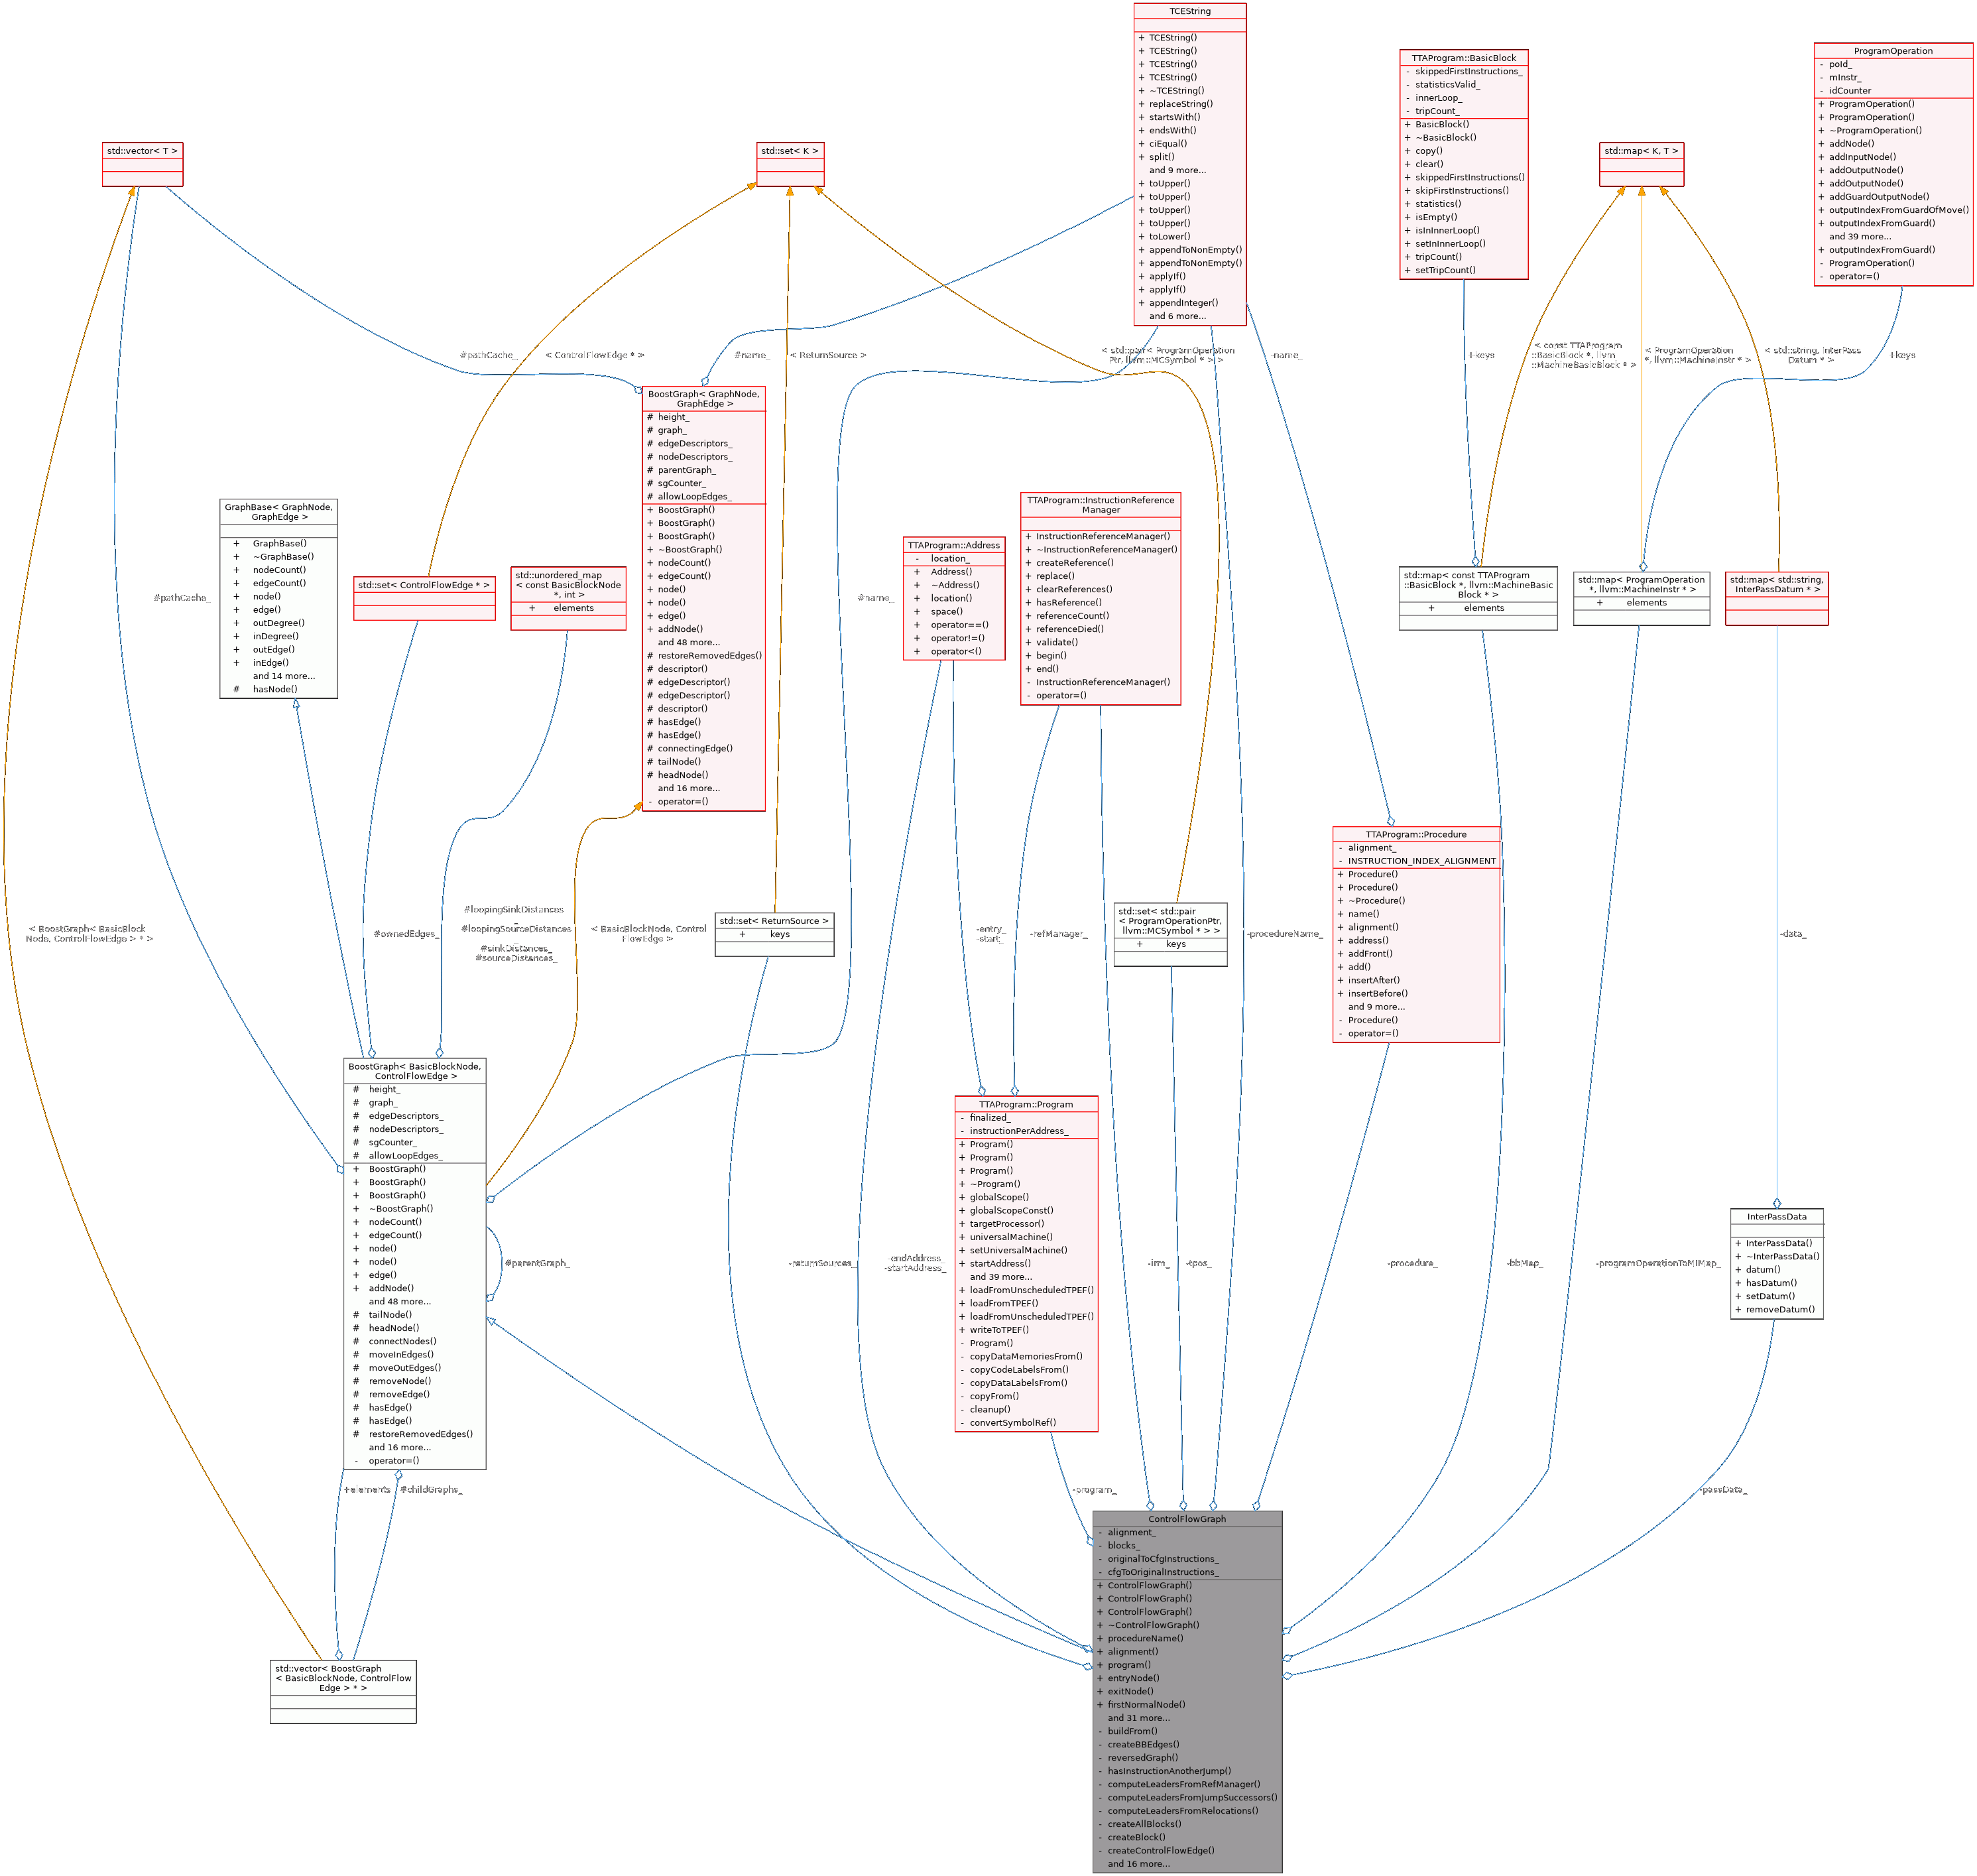 TCEString
+ TCEString()
+ TCEString()
+ TCEString()
+ TCEString()
+ ~TCEString()
+ replaceString()
+ startsWith()
+ endsWith()
+ ciEqual()
+ split()
and 9 more...
+ toUpper()
+ toUpper()
+ toUpper()
+ toUpper()
+ toLower()
+ appendToNonEmpty()
+ appendToNonEmpty()
+ applyIf()
+ applyIf()
+ appendInteger()
and 6 more...
TTAProgram::BasicBlock
- skippedFirstInstructions_
- statisticsValid_
- innerLoop_
- tripCount_
+ BasicBlock()
+ ~BasicBlock()
+ copy()
+ clear()
+ skippedFirstInstructions()
+ skipFirstInstructions()
+ statistics()
+ isEmpty()
+ isInInnerLoop()
+ setInInnerLoop()
+ tripCount()
+ setTripCount()
ProgramOperation
- poId_
- mInstr_
- idCounter
+ ProgramOperation()
+ ProgramOperation()
+ ~ProgramOperation()
+ addNode()
+ addInputNode()
+ addOutputNode()
+ addOutputNode()
+ addGuardOutputNode()
+ outputIndexFromGuardOfMove()
+ outputIndexFromGuard()
and 39 more...
+ outputIndexFromGuard()
- ProgramOperation()
- operator=()
std::vector< T >
std::set< K >
std::map< K, T >
#pathCache_
< ControlFlowEdge * >
#name_
< ReturnSource >
< std::pair< ProgramOperation
Ptr, llvm::MCSymbol * > >
-name_
+keys
< const TTAProgram
::BasicBlock *, llvm
::MachineBasicBlock * >
< ProgramOperation
*, llvm::MachineInstr * >
< std::string, InterPass
Datum * >
+keys
BoostGraph< GraphNode,
GraphEdge >
# height_
# graph_
# edgeDescriptors_
# nodeDescriptors_
# parentGraph_
# sgCounter_
# allowLoopEdges_
+ BoostGraph()
+ BoostGraph()
+ BoostGraph()
+ ~BoostGraph()
+ nodeCount()
+ edgeCount()
+ node()
+ node()
+ edge()
+ addNode()
and 48 more...
# restoreRemovedEdges()
# descriptor()
# edgeDescriptor()
# edgeDescriptor()
# descriptor()
# hasEdge()
# hasEdge()
# connectingEdge()
# tailNode()
# headNode()
and 16 more...
- operator=()
GraphBase< GraphNode,
GraphEdge >
+ GraphBase()
+ ~GraphBase()
+ nodeCount()
+ edgeCount()
+ node()
+ edge()
+ outDegree()
+ inDegree()
+ outEdge()
+ inEdge()
and 14 more...
# hasNode()
#pathCache_
std::set< ControlFlowEdge * >
std::unordered_map
< const BasicBlockNode
*, int >
+ elements
#name_
TTAProgram::Address
- location_
+ Address()
+ ~Address()
+ location()
+ space()
+ operator==()
+ operator!=()
+ operator<()
TTAProgram::InstructionReference
Manager
+ InstructionReferenceManager()
+ ~InstructionReferenceManager()
+ createReference()
+ replace()
+ clearReferences()
+ hasReference()
+ referenceCount()
+ referenceDied()
+ validate()
+ begin()
+ end()
- InstructionReferenceManager()
- operator=()
std::map< const TTAProgram
::BasicBlock *, llvm::MachineBasic
Block * >
+ elements
std::map< ProgramOperation
*, llvm::MachineInstr * >
+ elements
std::map< std::string,
InterPassDatum * >
< BoostGraph< BasicBlock
Node, ControlFlowEdge > * >
#ownedEdges_
#loopingSinkDistances
_
#loopingSourceDistances
_
#sinkDistances_
#sourceDistances_
< BasicBlockNode, Control
FlowEdge >
std::set< ReturnSource >
+ keys
-entry_
-start_
-refManager_
std::set< std::pair
< ProgramOperationPtr,
llvm::MCSymbol * > >
+ keys
-procedureName_
TTAProgram::Procedure
- alignment_
- INSTRUCTION_INDEX_ALIGNMENT
+ Procedure()
+ Procedure()
+ ~Procedure()
+ name()
+ alignment()
+ address()
+ addFront()
+ add()
+ insertAfter()
+ insertBefore()
and 9 more...
- Procedure()
- operator=()
-data_
BoostGraph< BasicBlockNode,
ControlFlowEdge >
# height_
# graph_
# edgeDescriptors_
# nodeDescriptors_
# sgCounter_
# allowLoopEdges_
+ BoostGraph()
+ BoostGraph()
+ BoostGraph()
+ ~BoostGraph()
+ nodeCount()
+ edgeCount()
+ node()
+ node()
+ edge()
+ addNode()
and 48 more...
# tailNode()
# headNode()
# connectNodes()
# moveInEdges()
# moveOutEdges()
# removeNode()
# removeEdge()
# hasEdge()
# hasEdge()
# restoreRemovedEdges()
and 16 more...
- operator=()
#parentGraph_
-returnSources_
-endAddress_
-startAddress_
TTAProgram::Program
- finalized_
- instructionPerAddress_
+ Program()
+ Program()
+ Program()
+ ~Program()
+ globalScope()
+ globalScopeConst()
+ targetProcessor()
+ universalMachine()
+ setUniversalMachine()
+ startAddress()
and 39 more...
+ loadFromUnscheduledTPEF()
+ loadFromTPEF()
+ loadFromUnscheduledTPEF()
+ writeToTPEF()
- Program()
- copyDataMemoriesFrom()
- copyCodeLabelsFrom()
- copyDataLabelsFrom()
- copyFrom()
- cleanup()
- convertSymbolRef()
-irm_
-tpos_
-procedure_
-bbMap_
-programOperationToMIMap_
InterPassData
+ InterPassData()
+ ~InterPassData()
+ datum()
+ hasDatum()
+ setDatum()
+ removeDatum()
+elements
#childGraphs_
-program_
-passData_
std::vector< BoostGraph
< BasicBlockNode, ControlFlow
Edge > * >
ControlFlowGraph
- alignment_
- blocks_
- originalToCfgInstructions_
- cfgToOriginalInstructions_
+ ControlFlowGraph()
+ ControlFlowGraph()
+ ControlFlowGraph()
+ ~ControlFlowGraph()
+ procedureName()
+ alignment()
+ program()
+ entryNode()
+ exitNode()
+ firstNormalNode()
and 31 more...
- buildFrom()
- createBBEdges()
- reversedGraph()
- hasInstructionAnotherJump()
- computeLeadersFromRefManager()
- computeLeadersFromJumpSuccessors()
- computeLeadersFromRelocations()
- createAllBlocks()
- createBlock()
- createControlFlowEdge()
and 16 more...